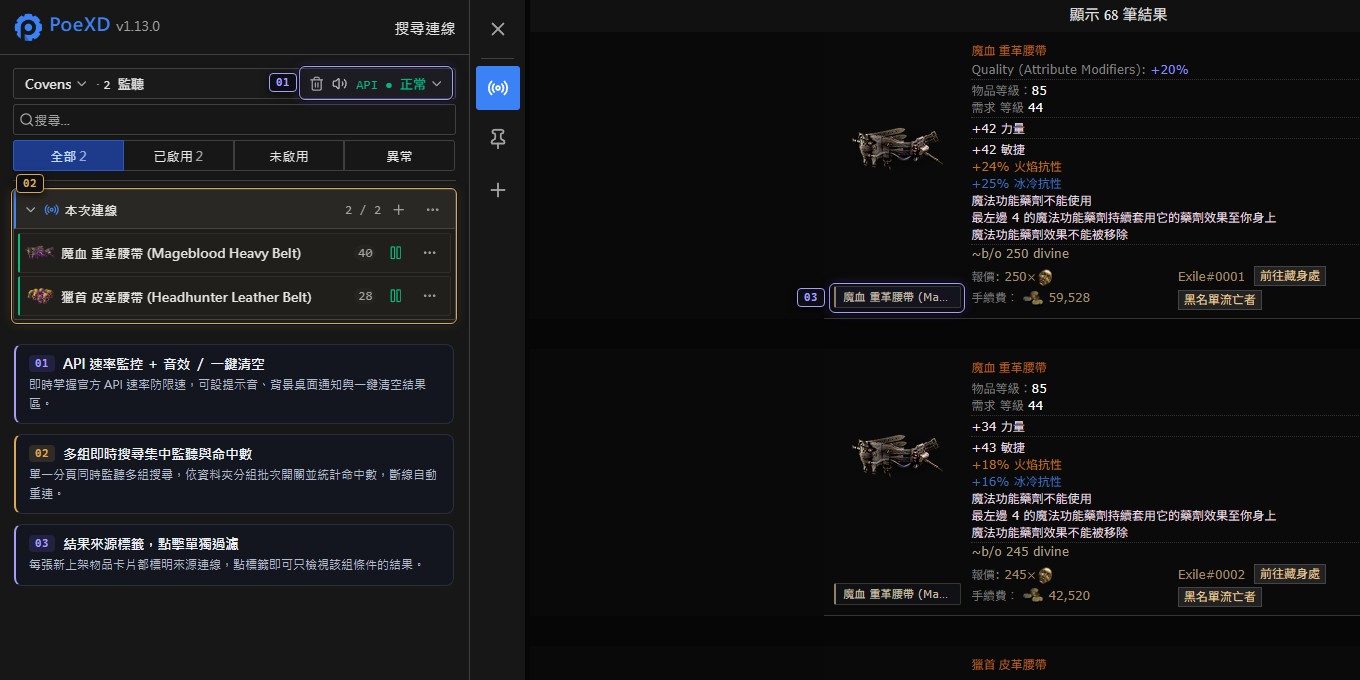 PoeXD v1.13.0
搜尋連線
Covens · 2 監聽
01
API ● 正常
搜尋...
全部 2
已啟用 2
未啟用
異常
02
本次連線
2 / 2
魔血 重革腰帶 (Mageblood Heavy Belt)
40
獵首 皮革腰帶 (Headhunter Leather Belt)
28
01 API 速率監控 + 音效 / 一鍵清空
即時掌握官方 API 速率防限速，可設提示音、背景桌面通知與一鍵清空結果
區。
02 多組即時搜尋集中監聽與命中數
單一分頁同時監聽多組搜尋，依資料夾分組批次開關並統計命中數，斷線自動
重連。
03 結果來源標籤，點擊單獨過濾
每張新上架物品卡片都標明來源連線，點標籤即可只檢視該組條件的結果。
顯示 68 筆結果
魔血 重革腰帶
Quality (Attribute Modifiers): +20%
物品等級：85
需求 等級 44
+42 力量
+42 敏捷
+24% 火焰抗性
+25% 冰冷抗性
魔法功能藥劑不能使用
最左邊 4 的魔法功能藥劑持續套用它的藥劑效果至你身上
魔法功能藥劑效果不能被移除
~b/o 250 divine
報價: 250×
Exile#0001
前往藏身處
03
魔血 重革腰帶 (Ma...
手續費： 59,528
黑名單流亡者
魔血 重革腰帶
物品等級：85
需求 等級 44
+34 力量
+43 敏捷
+18% 火焰抗性
+16% 冰冷抗性
魔法功能藥劑不能使用
最左邊 4 的魔法功能藥劑持續套用它的藥劑效果至你身上
魔法功能藥劑效果不能被移除
~b/o 245 divine
報價: 245×
Exile#0002
前往藏身處
魔血 重革腰帶 (Ma...
手續費： 42,520
黑名單流亡者
獵首 皮革腰帶